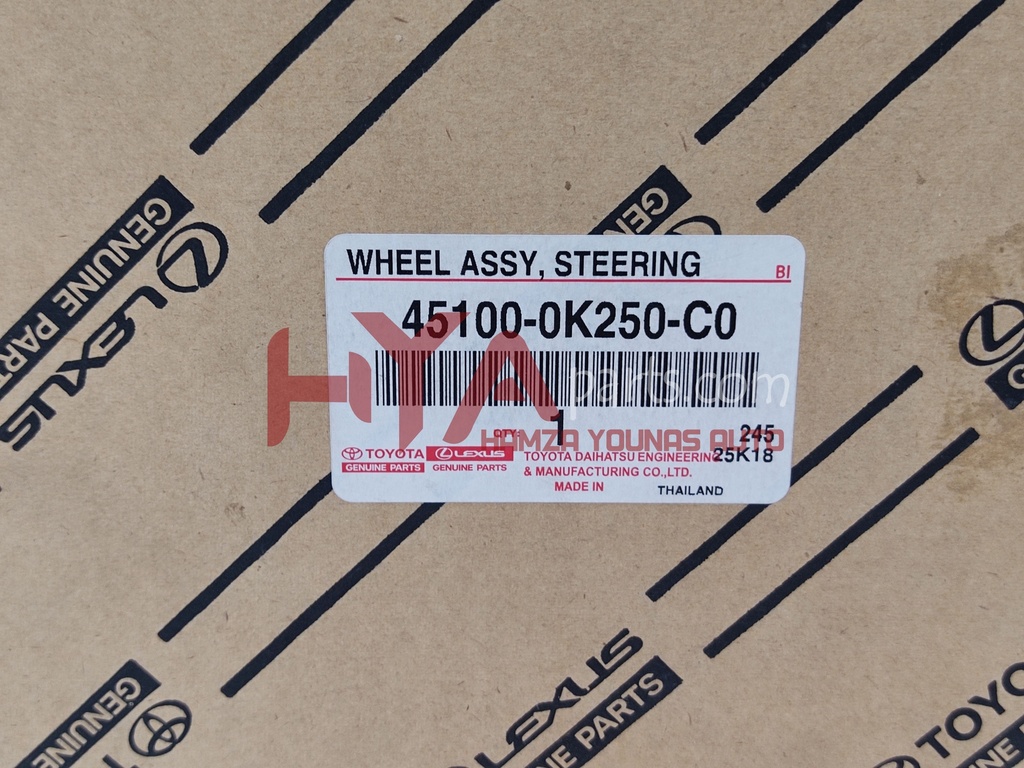 GENUINE PARTS
LEXUS
GENUINE
WHEEL ASSY, STEERING
BI
45100-0K250-C0
HYA parts.com
QTY. 1
HAMZA YOUNAS AUTO
245
25K18
TOYOTA
GENUINE PARTS
LEXUS
GENUINE PARTS
TOYOTA DAIHATSU ENGINEERING
& MANUFACTURING CO.,LTD.
MADE IN
THAILAND
LEXUS
GENUINE PARTS
GENUINE
TOYO